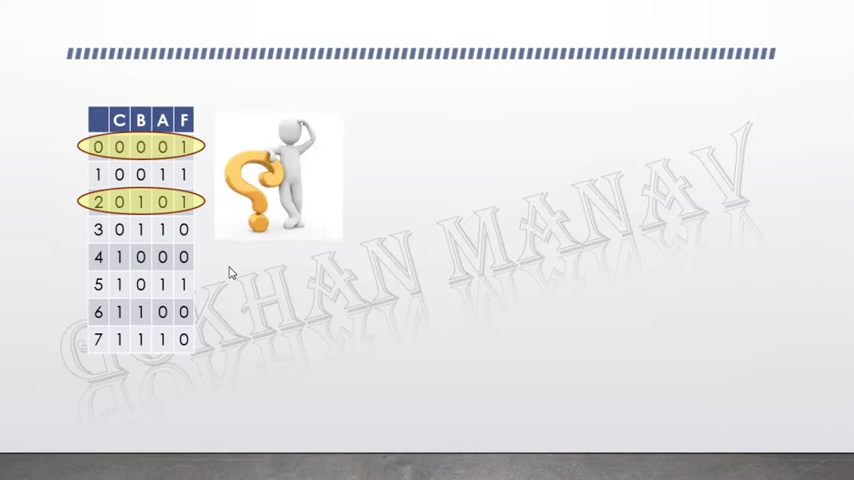 C B A F
0 0 0 0 1
1 0 0 1 1
2 0 1 0 1
3 0 1 1 0
4 1 0 0 0
5 1 0 1 1
6 1 1 0 0
7 1 1 1 0
GÖKHAN MANAV